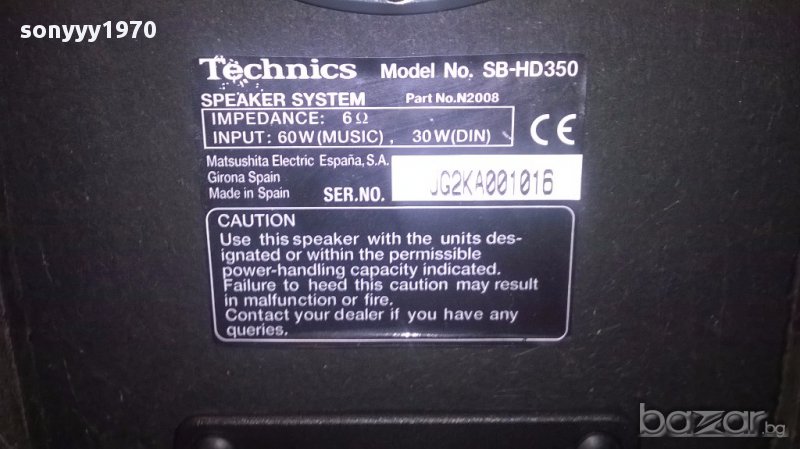 sonyyy1970
Technics Model No. SB-HD350
SPEAKER SYSTEM Part No.N2008
IMPEDANCE: 6Ω
INPUT: 60W(MUSIC), 30W(DIN)
CE
Matsushita Electric España, S.A.
Girona Spain
Made in Spain SER.NO. JG2KA001016
CAUTION
Use this speaker with the units des-
ignated or within the permissible
power-handling capacity indicated.
Failure to heed this caution may result
in malfunction or fire.
Contact your dealer if you have any
queries.
bazar.bg